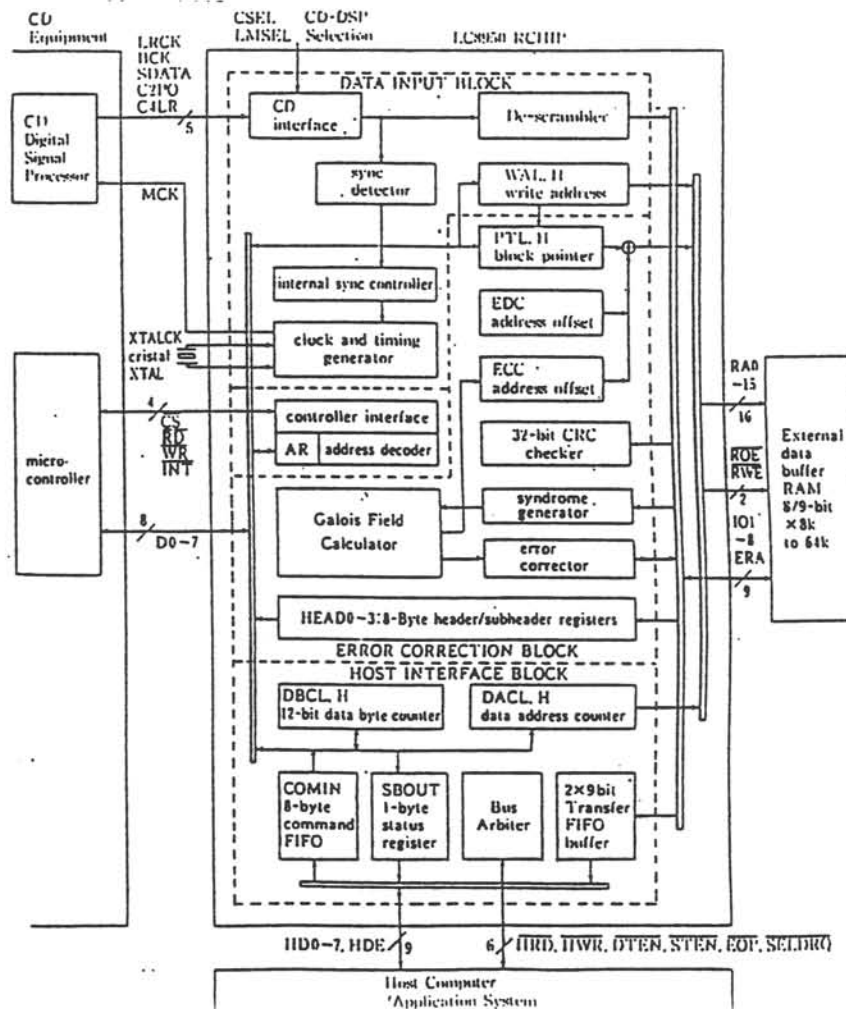 CD
Equipment
LRCK
BCK
SDATA
C2PO
C4LR
5
CSEL
LMSEL
CD-DSP
Selection
LC8950 RCHIP
CD
Digital
Signal
Processor
MCK
DATA INPUT BLOCK
CD
interface
De-scrambler
sync
detector
WAL, H
write address
PTL, H
block pointer
internal sync controller
EDC
address offset
XTALCK
cristal
XTAL
clock and timing
generator
ECC
address offset
RA0
-15
16
4
CS
RD
WR
INT
controller interface
AR
address decoder
32-bit CRC
checker
micro-
controller
ROE
RWE
2
IO1
-8
ERA
9
External
data
buffer
RAM
8/9-bit
×8k
to 64k
8
D0-7
Galois Field
Calculator
syndrome
generator
error
corrector
HEAD0-3:8-Byte header/subheader registers
ERROR CORRECTION BLOCK
HOST INTERFACE BLOCK
DBCL, H
12-bit data byte counter
DACL, H
data address counter
COMIN
8-byte
command
FIFO
SBOUT
1-byte
status
register
Bus
Arbiter
2×9bit
Transfer
FIFO
buffer
HD0-7, HDE
9
6
HRD, HWR, DTEN, STEN, EOP, SELDRQ
Host Computer
Application System